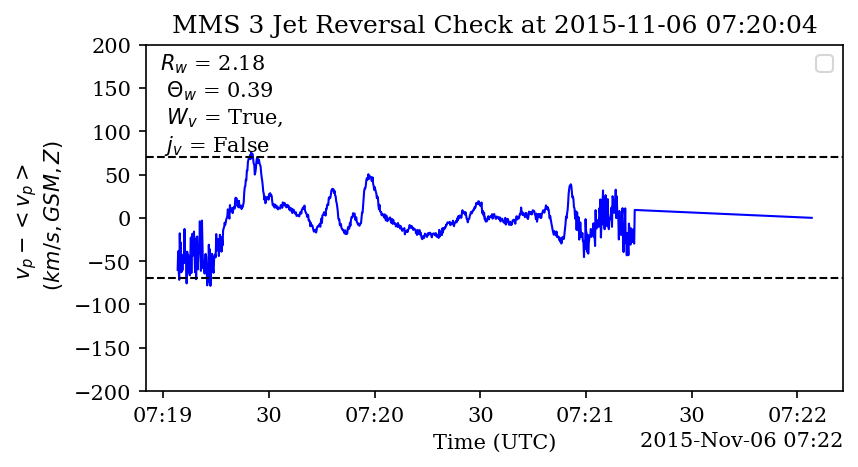 MMS 3 Jet Reversal Check at 2015-11-06 07:20:04
R_w = 2.18
Θ_w = 0.39
W_v = True,
j_v = False
v_p − < v_p >
(km/s, GSM, Z)
200
150
100
50
0
−50
−100
−150
−200
07:19 30 07:20 30 07:21 30 07:22
Time (UTC)
2015-Nov-06 07:22